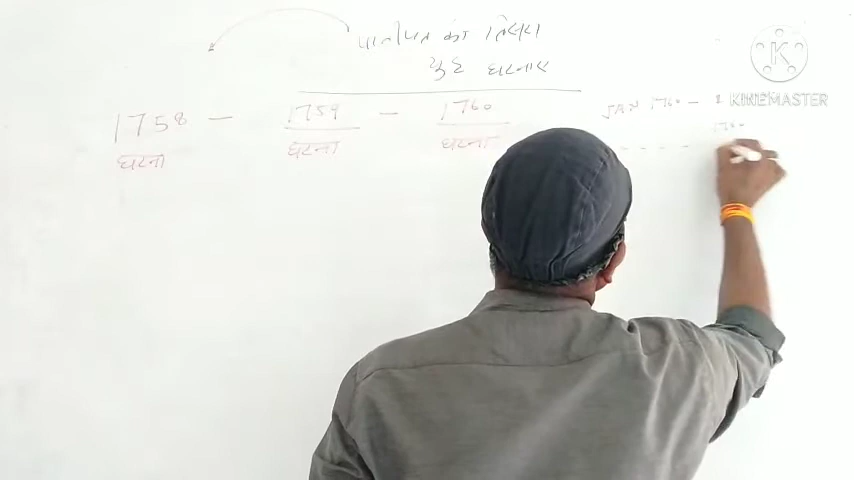 पानीपत का तिसरा
युद्ध घटनाए
1758 - 1759 - 1760
घटना घटना घटना
JAN 1760 -
K
KINEMASTER